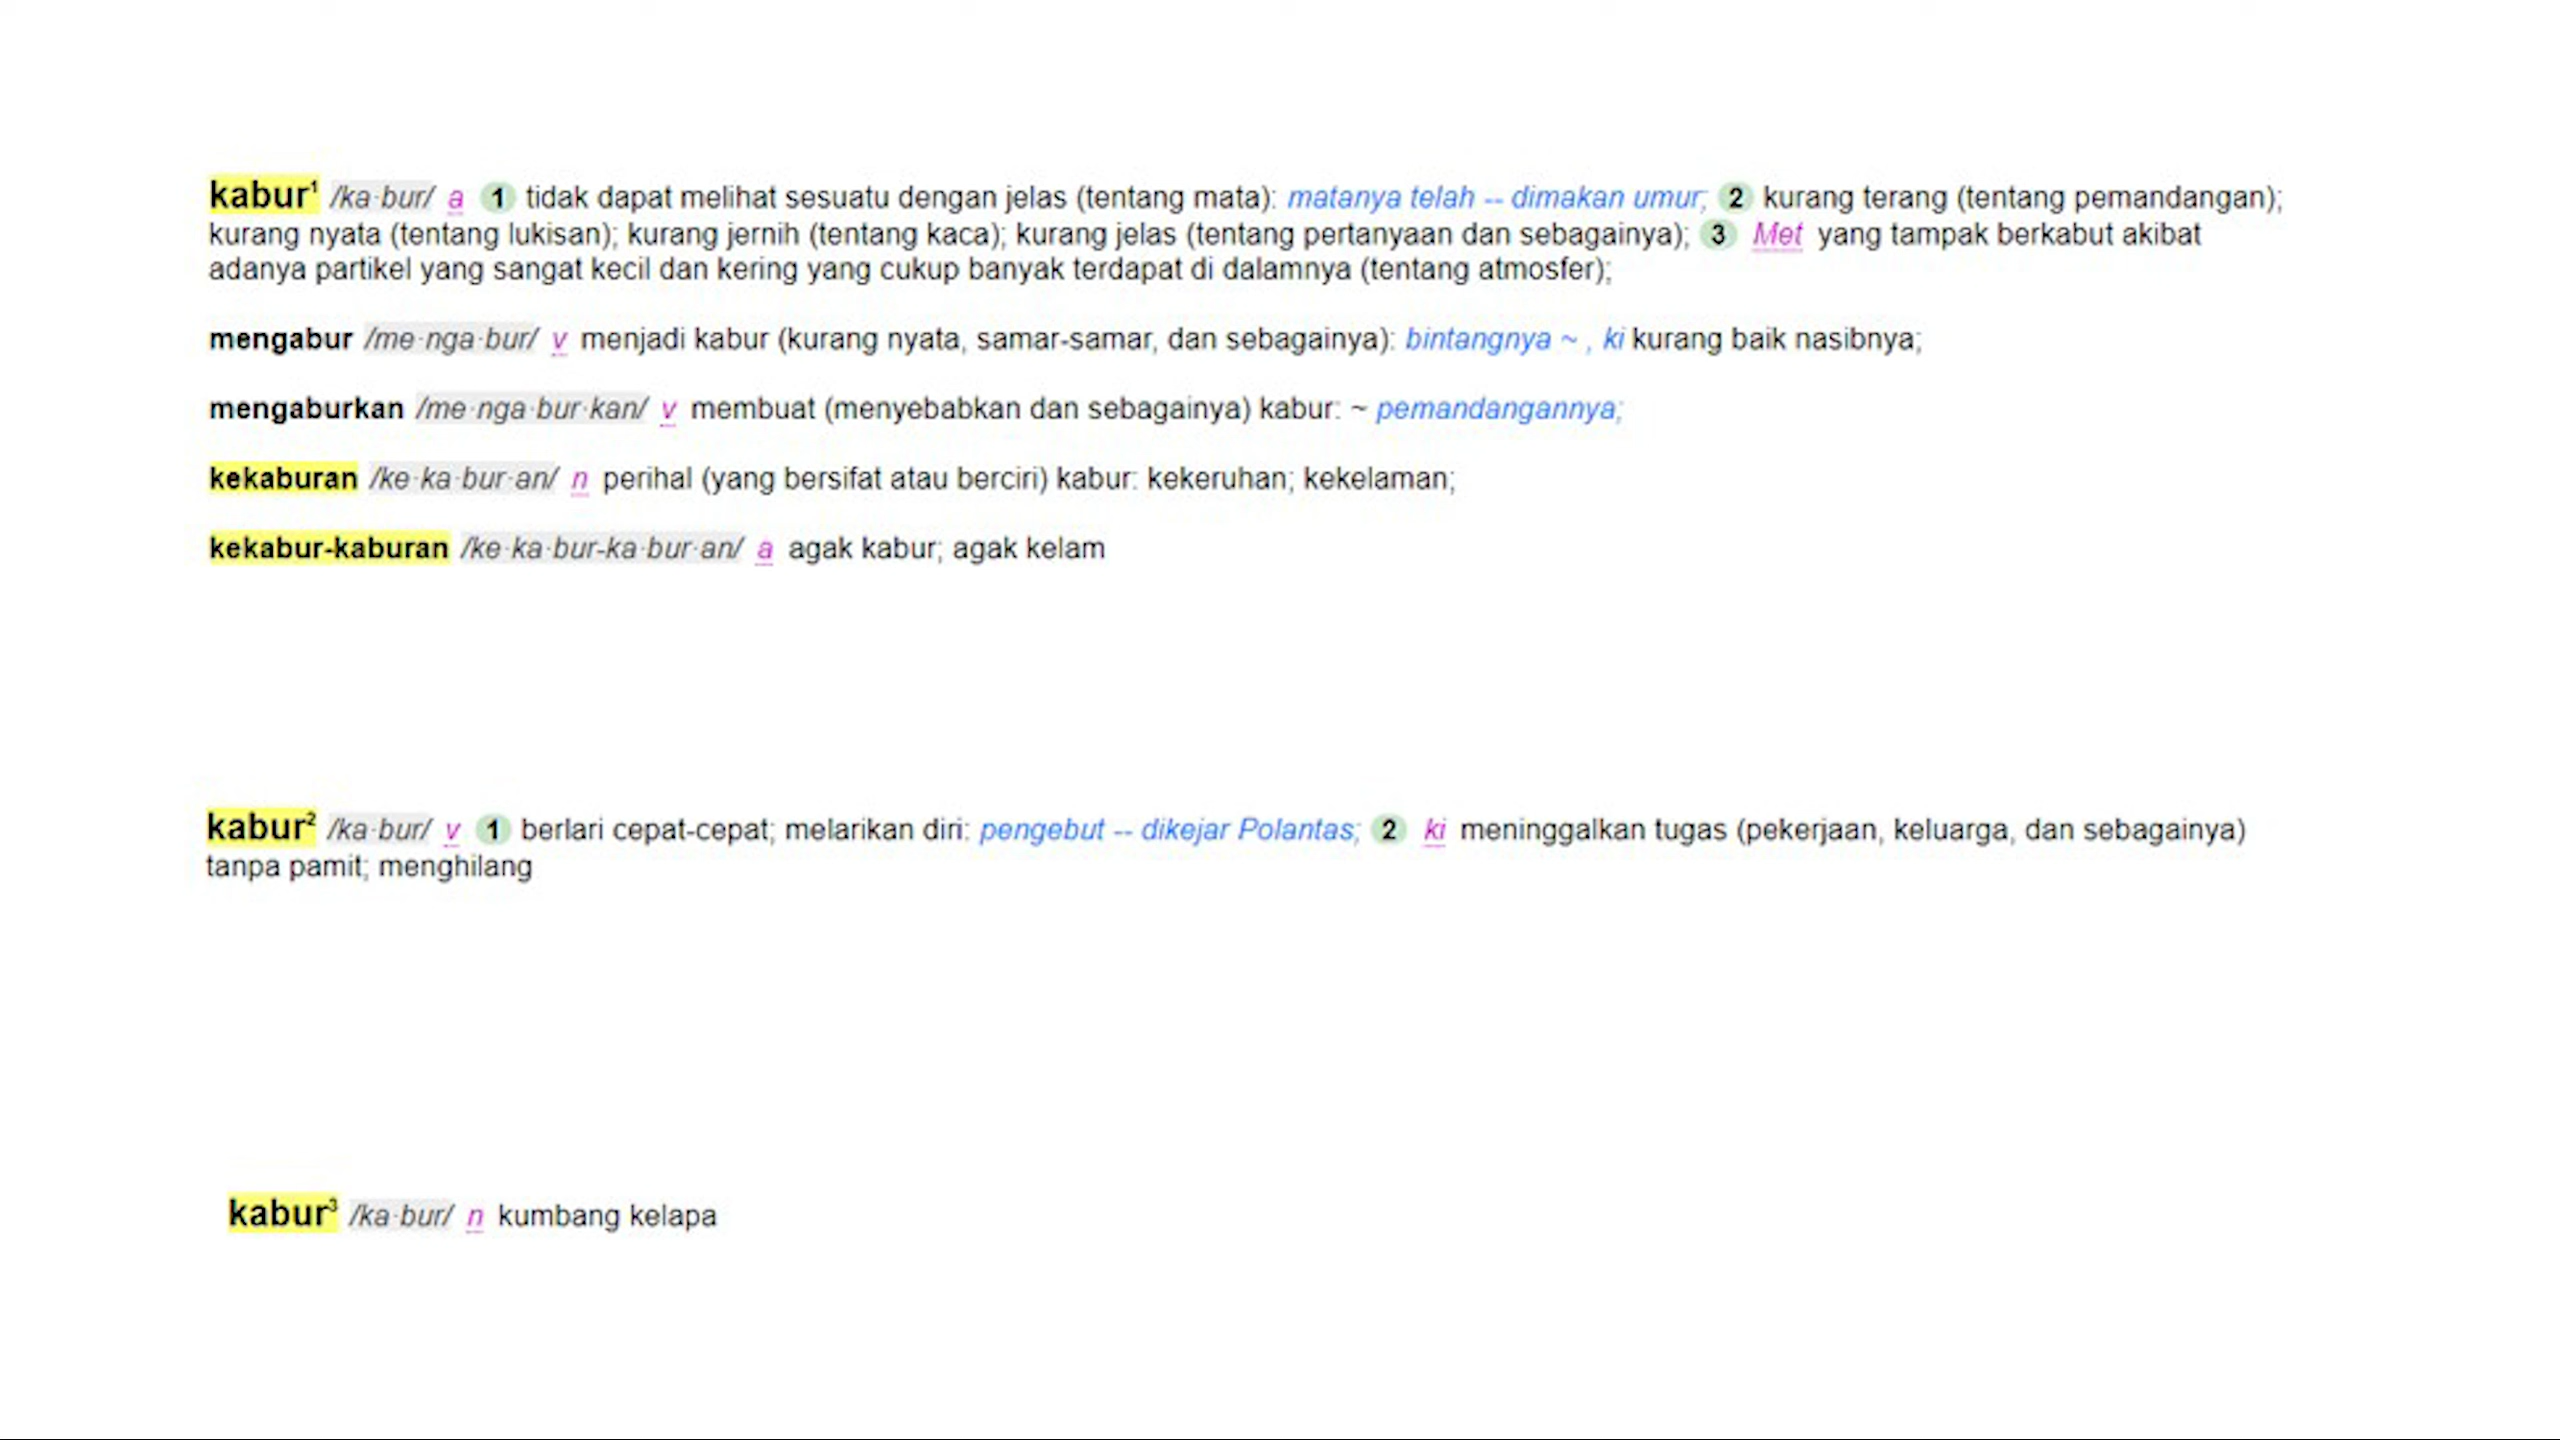 kabur¹ /ka·bur/ a 1 tidak dapat melihat sesuatu dengan jelas (tentang mata): matanya telah -- dimakan umur; 2 kurang terang (tentang pemandangan);
kurang nyata (tentang lukisan); kurang jernih (tentang kaca); kurang jelas (tentang pertanyaan dan sebagainya); 3 Met yang tampak berkabut akibat
adanya partikel yang sangat kecil dan kering yang cukup banyak terdapat di dalamnya (tentang atmosfer);
mengabur /me·nga·bur/ v menjadi kabur (kurang nyata, samar-samar, dan sebagainya): bintangnya ~ , ki kurang baik nasibnya;
mengaburkan /me·nga·bur·kan/ v membuat (menyebabkan dan sebagainya) kabur: ~ pemandangannya;
kekaburan /ke·ka·bur·an/ n perihal (yang bersifat atau berciri) kabur: kekeruhan; kekelaman;
kekabur-kaburan /ke·ka·bur-ka·bur·an/ a agak kabur; agak kelam
kabur² /ka·bur/ v 1 berlari cepat-cepat; melarikan diri: pengebut -- dikejar Polantas; 2 ki meninggalkan tugas (pekerjaan, keluarga, dan sebagainya)
tanpa pamit; menghilang
kabur³ /ka·bur/ n kumbang kelapa